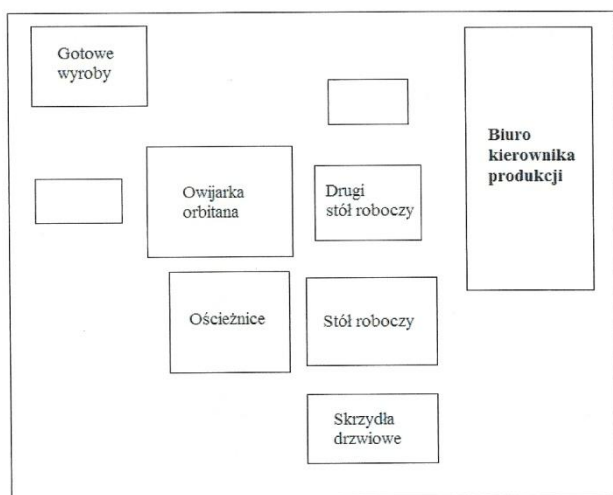 Gotowe
wyroby
Biuro
kierownika
produkcji
Owijarka
orbitana
Drugi
stół roboczy
Ościeżnice
Stół roboczy
Skrzydła
drzwiowe